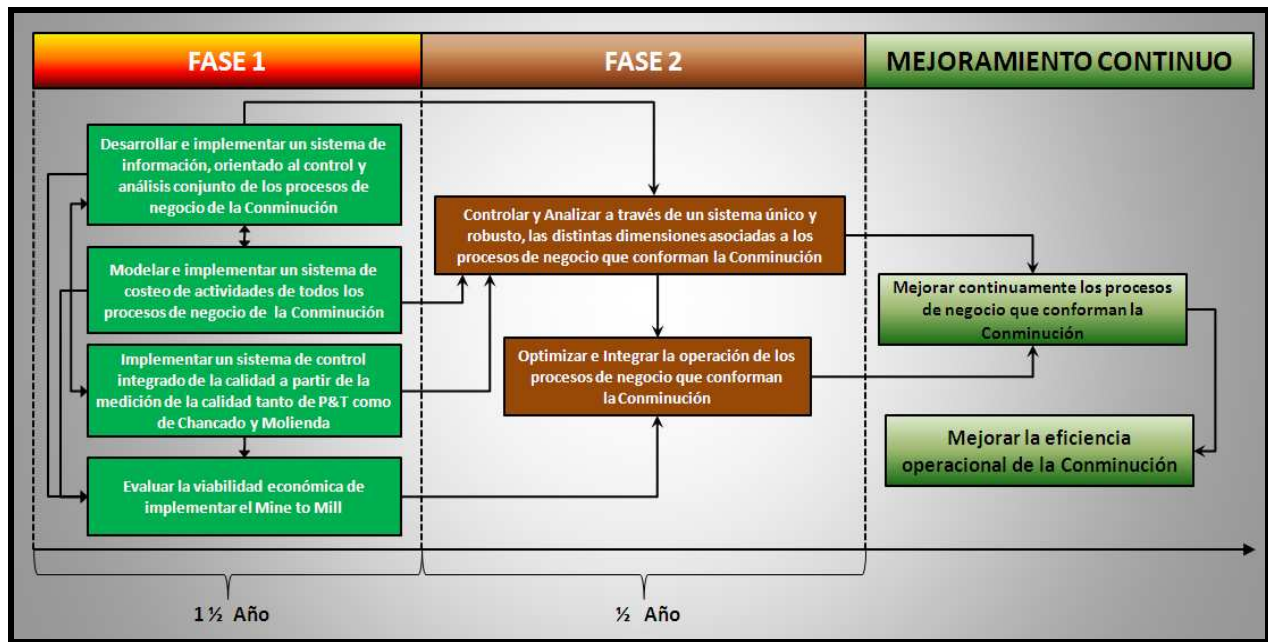 FASE 1
FASE 2
MEJORAMIENTO CONTINUO
Desarrollar e implementar un sistema de
información, orientado al control y
análisis conjunto de los procesos de
negocio de la Conminución
Modelar e implementar un sistema de
costeo de actividades de todos los
procesos de negocio de la Conminución
Implementar un sistema de control
integrado de la calidad a partir de la
medición de la calidad tanto de P&T como
de Chancado y Molienda
Evaluar la viabilidad económica de
implementar el Mine to Mill
Controlar y Analizar a través de un sistema único y
robusto, las distintas dimensiones asociadas a los
procesos de negocio que conforman la Conminución
Optimizar e Integrar la operación de los
procesos de negocio que conforman
la Conminución
Mejorar continuamente los procesos
de negocio que conforman la
Conminución
Mejorar la eficiencia
operacional de la Conminución
1 ½ Año
½ Año